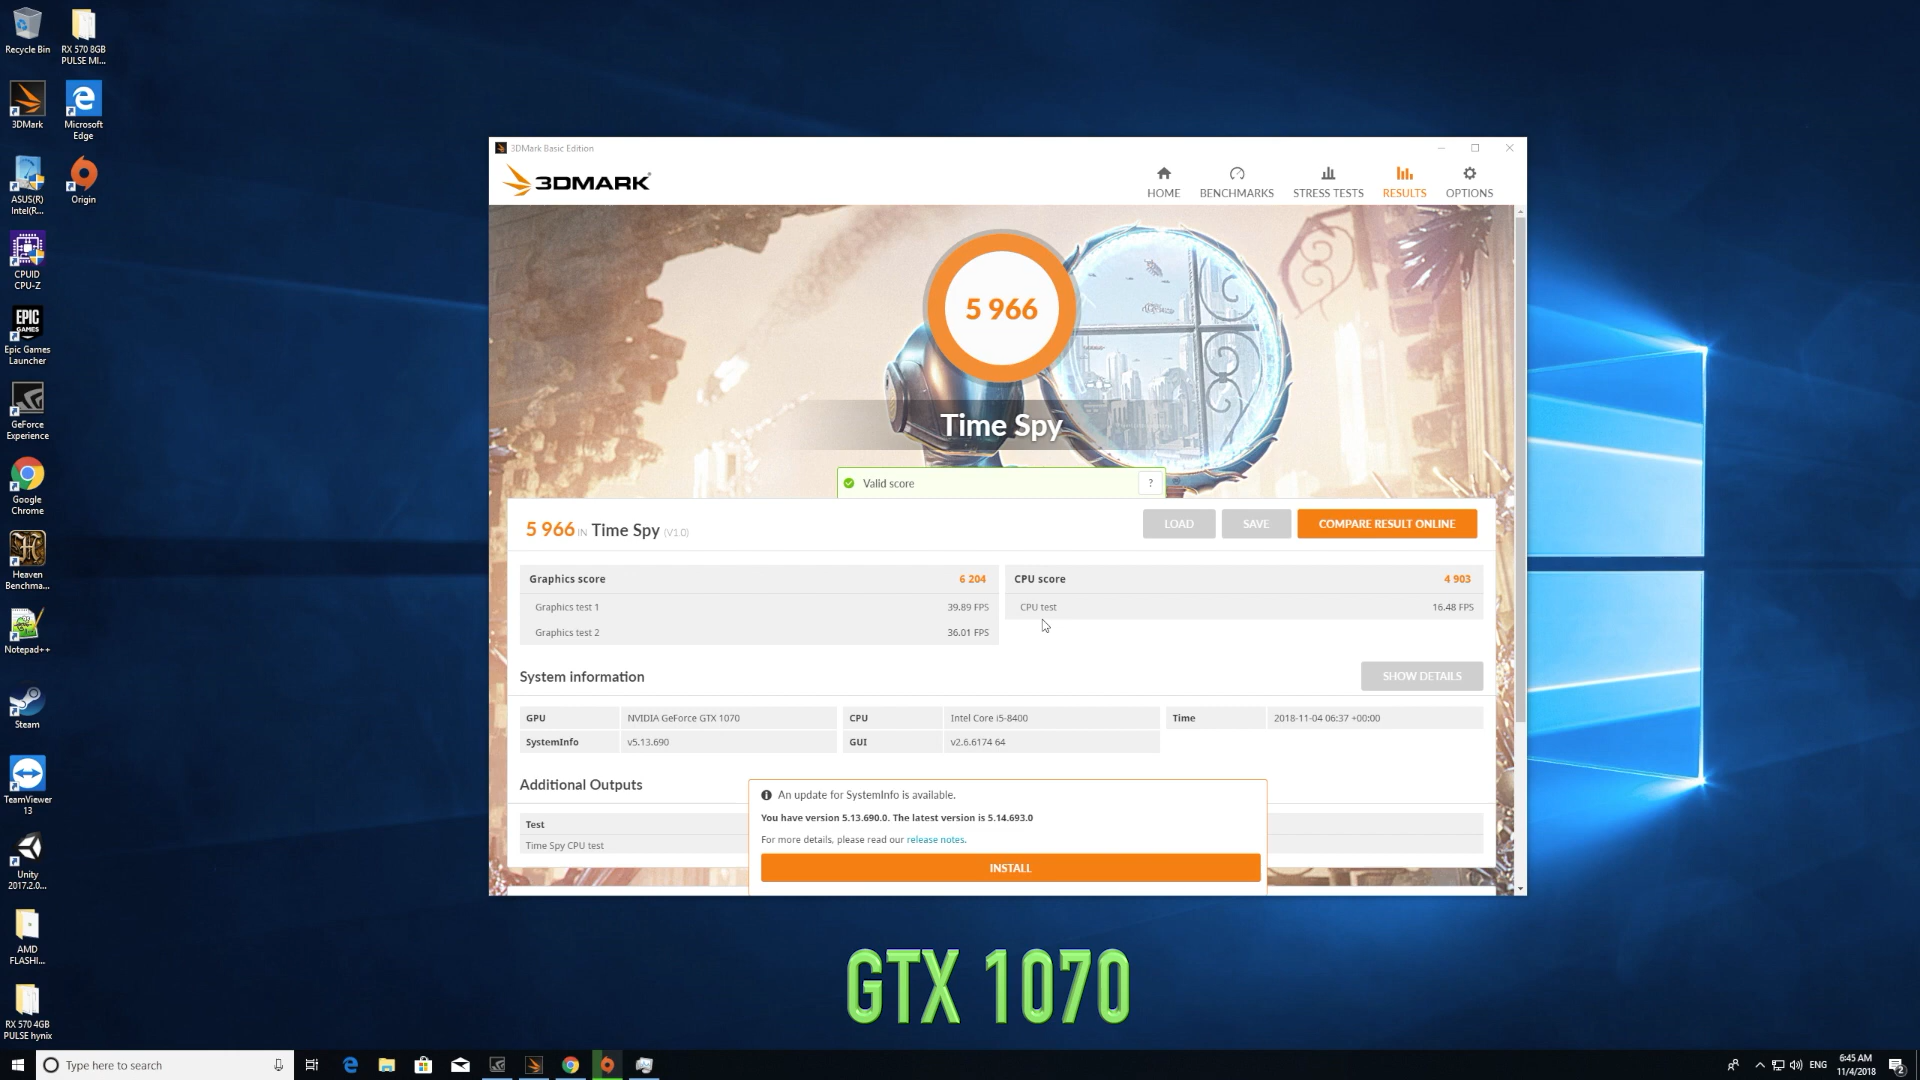 Recycle Bin
RX 570 8GB
PULSE MI...
3DMark
Microsoft
Edge
ASUS(R)
Intel(R...
Origin
CPUID
CPU-Z
EPIC
GAMES
Epic Games
Launcher
GeForce
Experience
Google
Chrome
Heaven
Benchma...
Notepad++
Steam
TeamViewer
13
Unity
2017.2.0...
AMD
FLASHI...
RX 570 4GB
PULSE hynix
3DMark Basic Edition
3DMARK
HOME
BENCHMARKS
STRESS TESTS
RESULTS
OPTIONS
5 966
Time Spy
Valid score
?
5 966 IN Time Spy (V1.0)
LOAD
SAVE
COMPARE RESULT ONLINE
Graphics score 6 204
Graphics test 1 39.89 FPS
Graphics test 2 36.01 FPS
CPU score 4 903
CPU test 16.48 FPS
System information
SHOW DETAILS
GPU NVIDIA GeForce GTX 1070 CPU Intel Core i5-8400 Time 2018-11-04 06:37 +00:00
SystemInfo v5.13.690 GUI v2.6.6174 64
Additional Outputs
Test
Time Spy CPU test
An update for SystemInfo is available.
You have version 5.13.690.0. The latest version is 5.14.693.0
For more details, please read our release notes.
INSTALL
GTX 1070
Type here to search
ENG
6:45 AM
11/4/2018
2